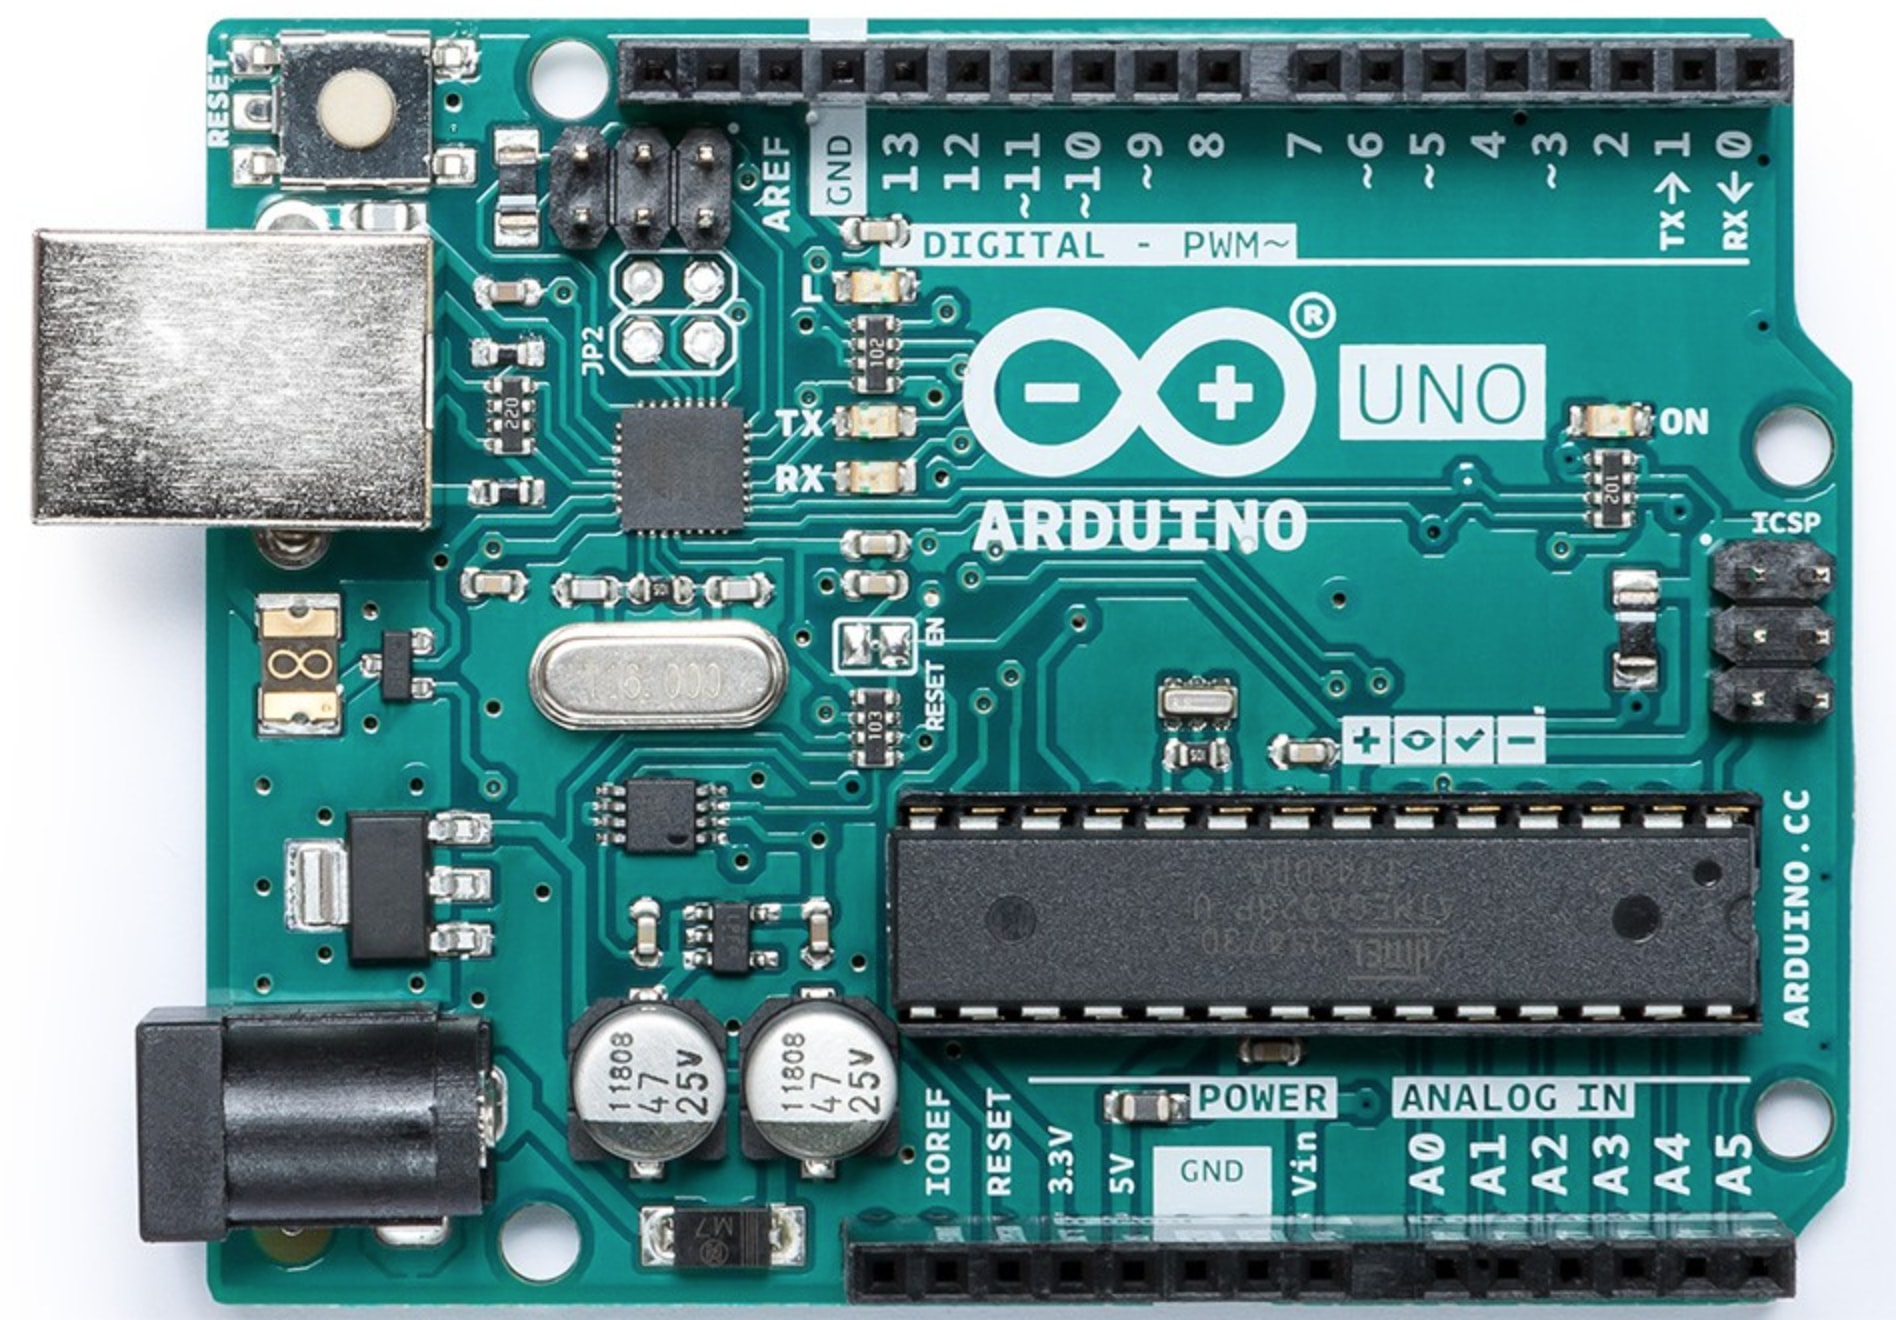 RESET
AREF
GND
13
12
~11
~10
~9
8
7
~6
~5
4
~3
2
TX→1
RX←0
DIGITAL - PWM~
L
JP2
102
220
TX
RX
®
UNO
ARDUINO
ON
102
ICSP
T16.000
RESET EN
103
ARDUINO.CC
11808
47
25V
11808
47
25V
M7
POWER
ANALOG IN
IOREF
RESET
3.3V
5V
GND
Vin
A0
A1
A2
A3
A4
A5